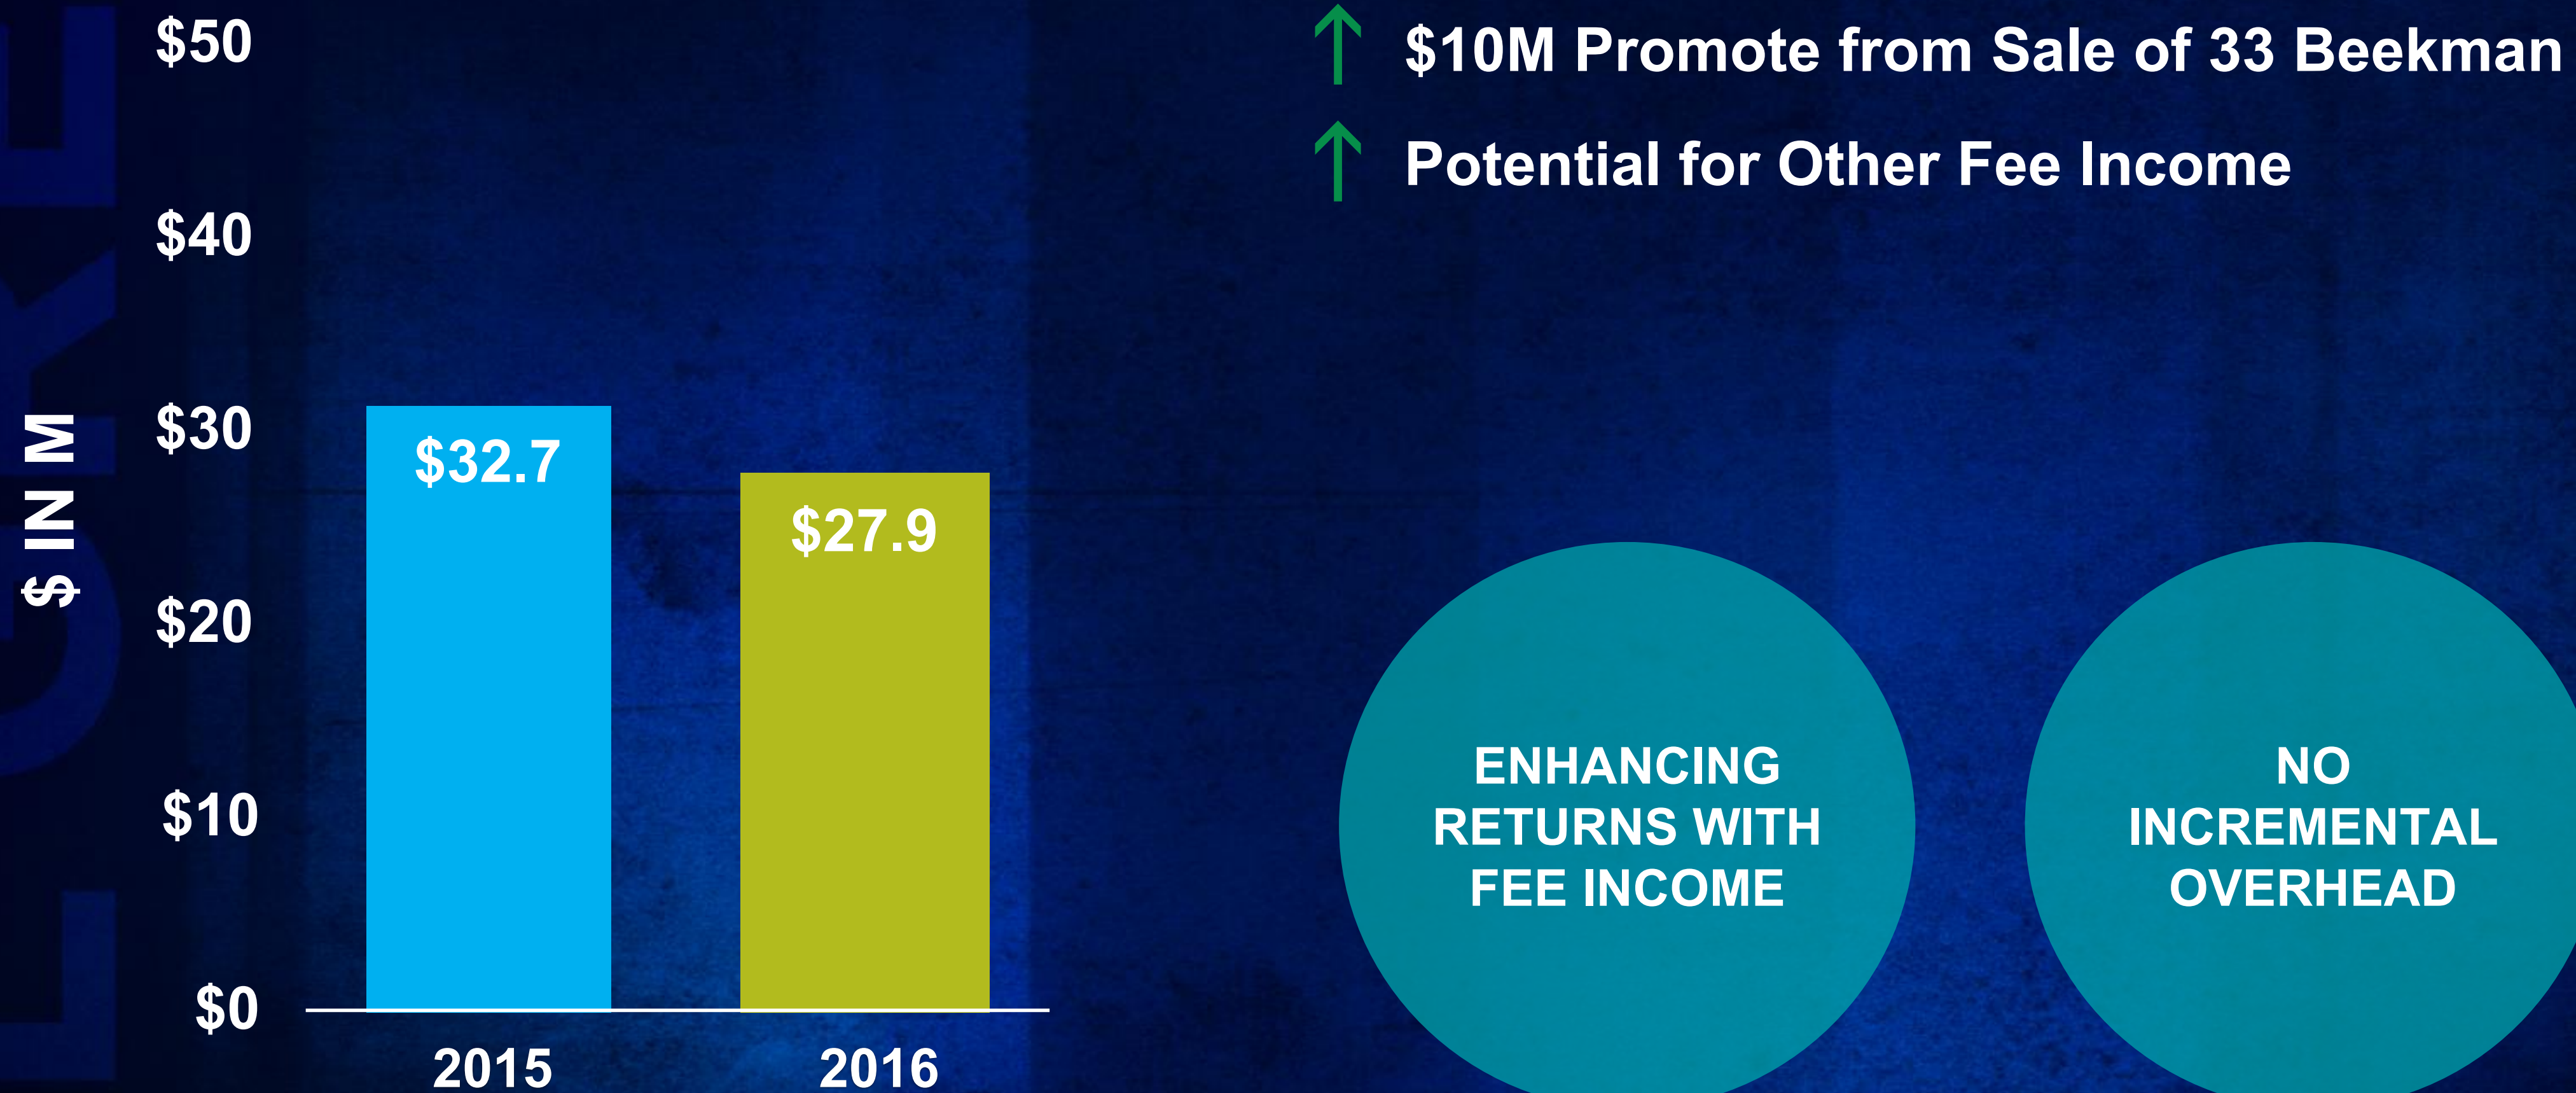 $50
$40
$30
$20
$10
$0
$ IN M
$32.7
$27.9
2015
2016
↑ $10M Promote from Sale of 33 Beekman
↑ Potential for Other Fee Income
ENHANCING
RETURNS WITH
FEE INCOME
NO
INCREMENTAL
OVERHEAD